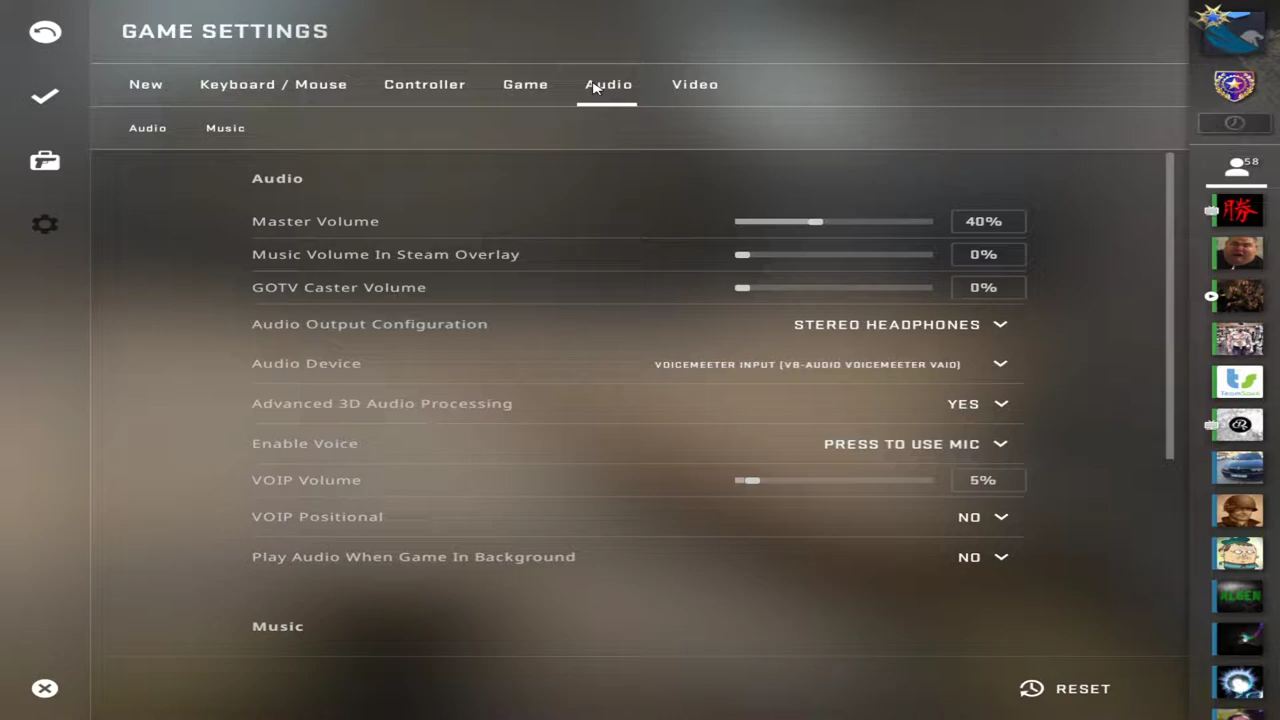 GAME SETTINGS
New Keyboard / Mouse Controller Game Audio Video
Audio Music
Audio
Master Volume 40%
Music Volume In Steam Overlay 0%
GOTV Caster Volume 0%
Audio Output Configuration STEREO HEADPHONES
Audio Device VOICEMEETER INPUT (VB-AUDIO VOICEMEETER VAIO)
Advanced 3D Audio Processing YES
Enable Voice PRESS TO USE MIC
VOIP Volume 5%
VOIP Positional NO
Play Audio When Game In Background NO
Music
RESET
58
勝
ts
TeamSpeak